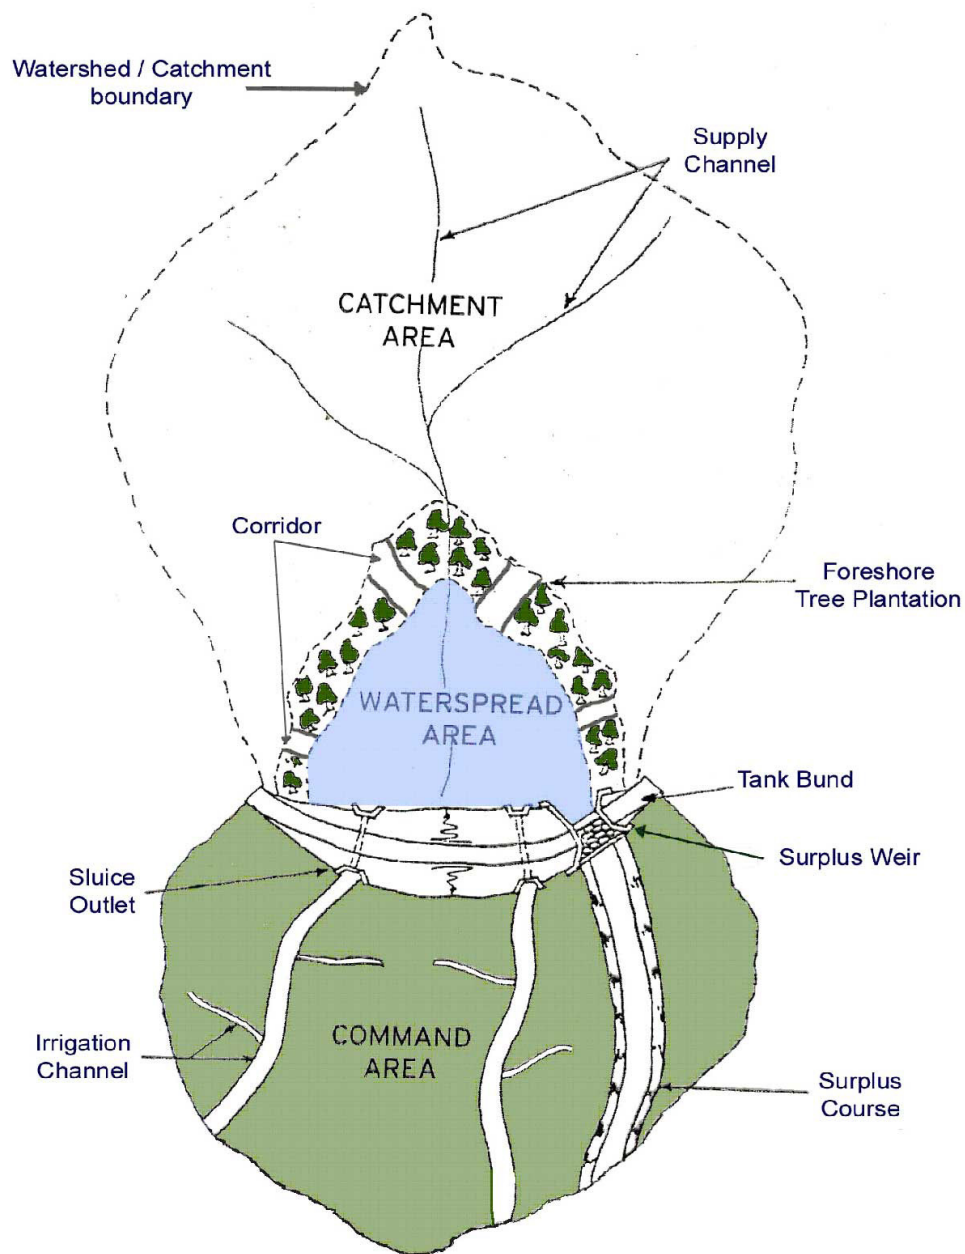 Watershed / Catchment
boundary
Supply
Channel
CATCHMENT
AREA
Corridor
Foreshore
Tree Plantation
WATERSPREAD
AREA
Tank Bund
Surplus Weir
Sluice
Outlet
Irrigation
Channel
COMMAND
AREA
Surplus
Course